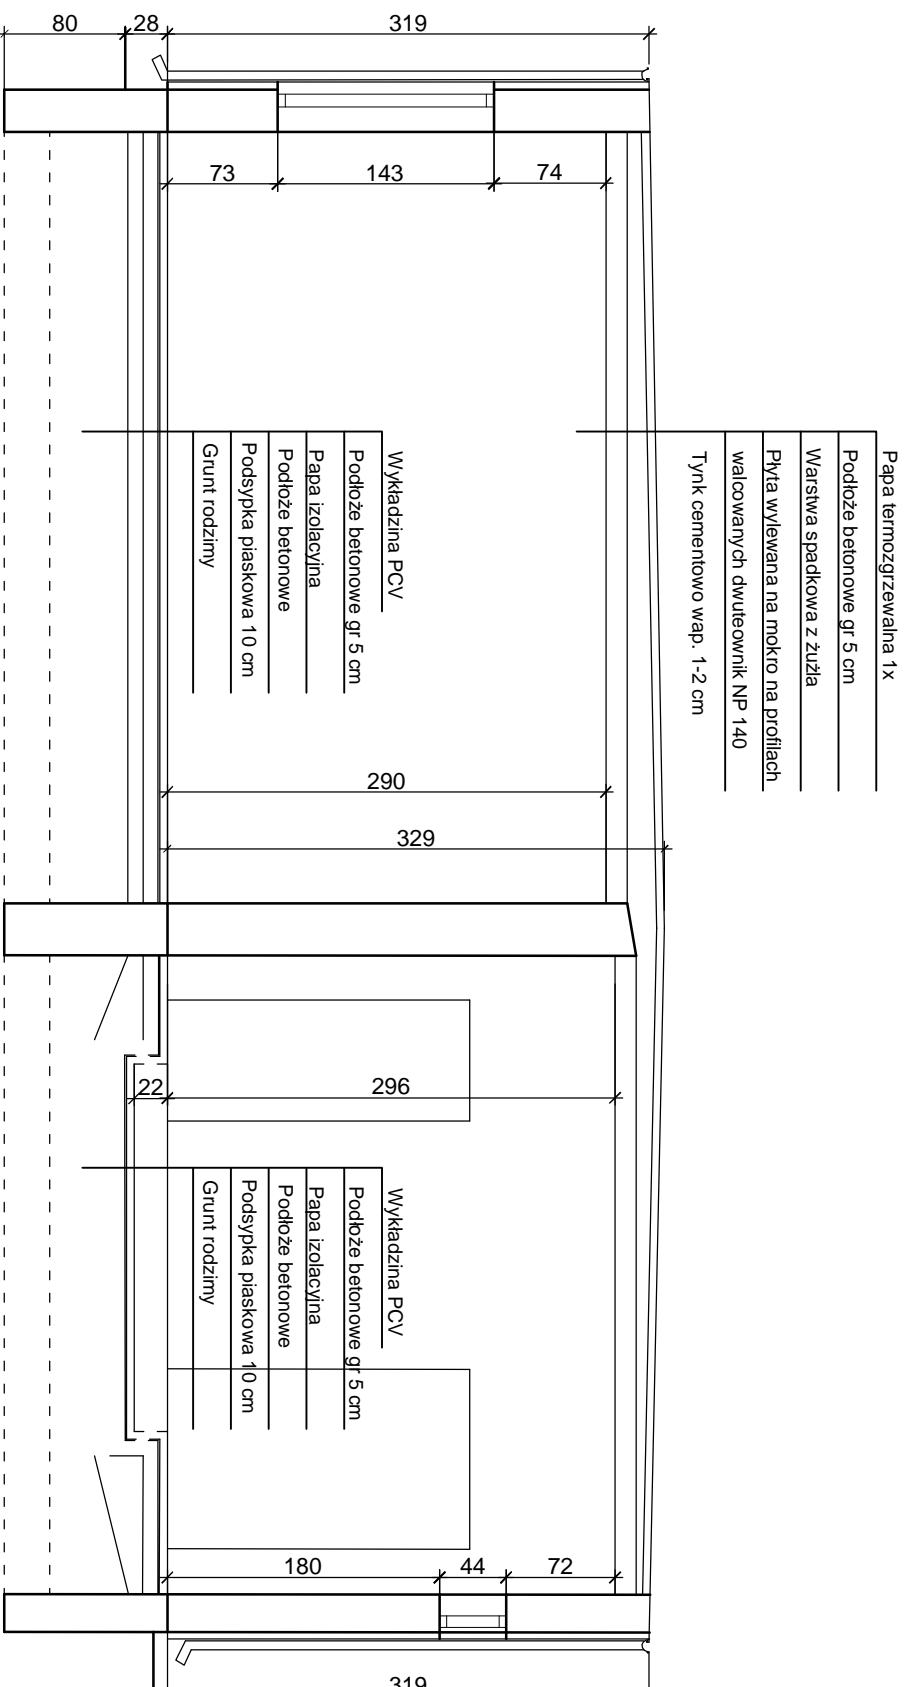 80
28
319
73
143
74
Papa termozgrzewalna 1x
Podłoże betonowe gr 5 cm
Warstwa spadkowa z żużla
Płyta wylewana na mokro na profilach
walcowanych dwuteownik NP 140
Tynk cementowo wap. 1-2 cm
Wykładzina PCV
Podłoże betonowe gr 5 cm
Papa izolacyjna
Podłoże betonowe
Podsypka piaskowa 10 cm
Grunt rodzimy
290
329
22
296
Wykładzina PCV
Podłoże betonowe gr 5 cm
Papa izolacyjna
Podłoże betonowe
Podsypka piaskowa 10 cm
Grunt rodzimy
180
44
72
319